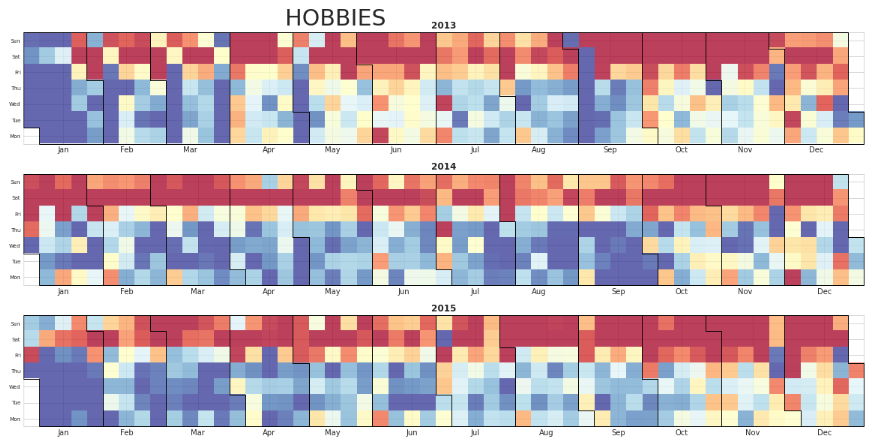 HOBBIES
2013
Sun
Sat
Fri
Thu
Wed
Tue
Mon
Jan Feb Mar Apr May Jun Jul Aug Sep Oct Nov Dec
2014
Sun
Sat
Fri
Thu
Wed
Tue
Mon
Jan Feb Mar Apr May Jun Jul Aug Sep Oct Nov Dec
2015
Sun
Sat
Fri
Thu
Wed
Tue
Mon
Jan Feb Mar Apr May Jun Jul Aug Sep Oct Nov Dec